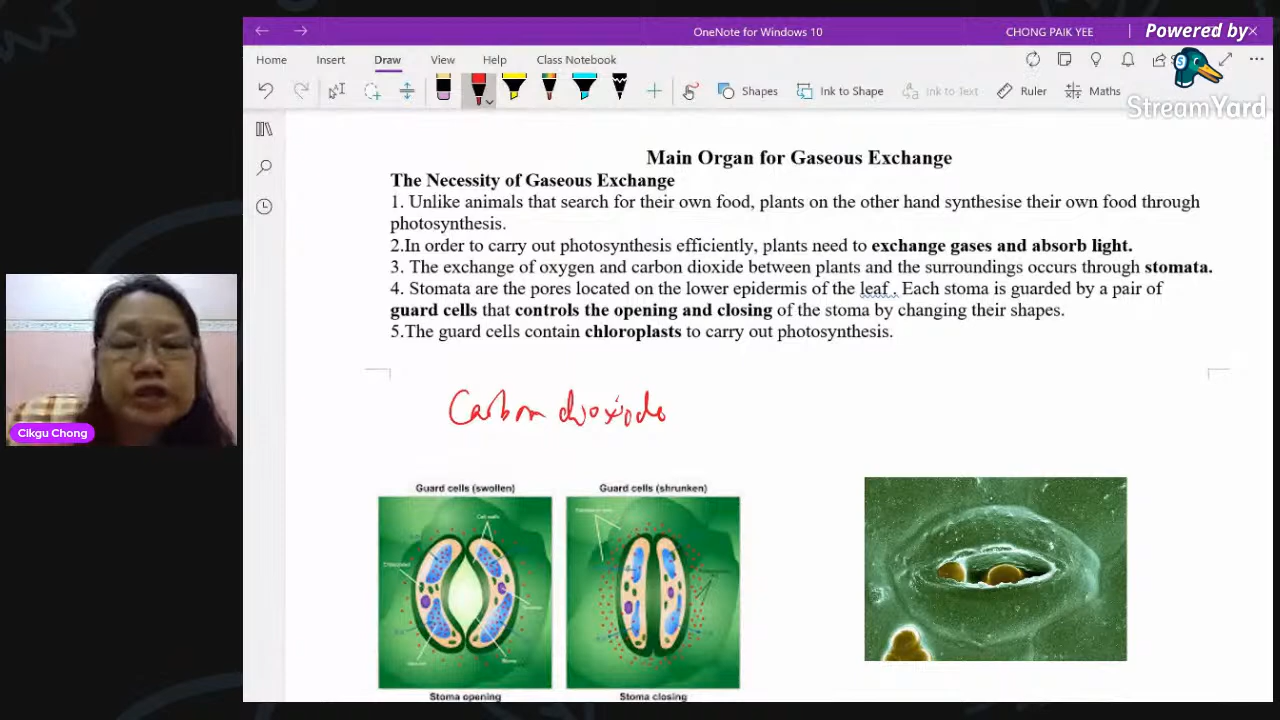 OneNote for Windows 10
CHONG PAIK YEE
Powered by
Home
Insert
Draw
View
Help
Class Notebook
StreamYard
Shapes
Ink to Shape
Ink to Text
Ruler
Maths
Main Organ for Gaseous Exchange
The Necessity of Gaseous Exchange
1. Unlike animals that search for their own food, plants on the other hand synthesise their own food through
photosynthesis.
2.In order to carry out photosynthesis efficiently, plants need to exchange gases and absorb light.
3. The exchange of oxygen and carbon dioxide between plants and the surroundings occurs through stomata.
4. Stomata are the pores located on the lower epidermis of the leaf . Each stoma is guarded by a pair of
guard cells that controls the opening and closing of the stoma by changing their shapes.
5.The guard cells contain chloroplasts to carry out photosynthesis.
Carbon dioxide
Cikgu Chong
Guard cells (swollen)
Guard cells (shrunken)
Cell walls
Stoma opening
Stoma closing